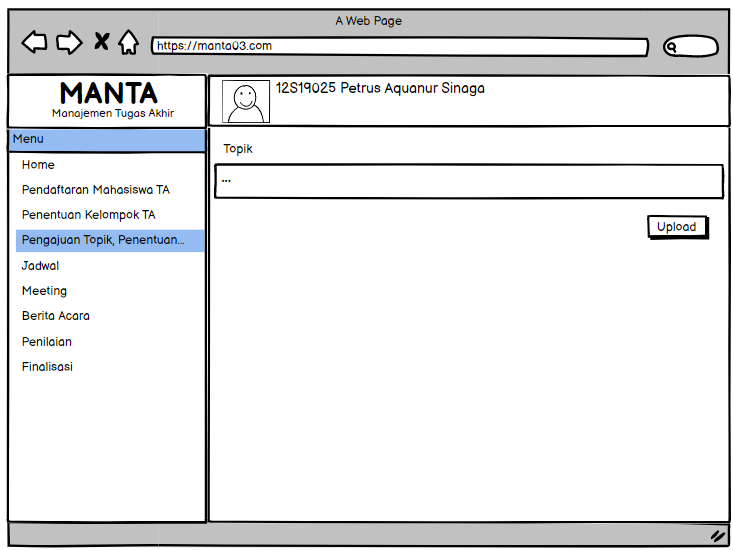 A Web Page
https://manta03.com
MANTA
Manajemen Tugas Akhir
12S19025 Petrus Aquanur Sinaga
Menu
Home
Pendaftaran Mahasiswa TA
Penentuan Kelompok TA
Pengajuan Topik, Penentuan...
Jadwal
Meeting
Berita Acara
Penilaian
Finalisasi
Topik
...
Upload